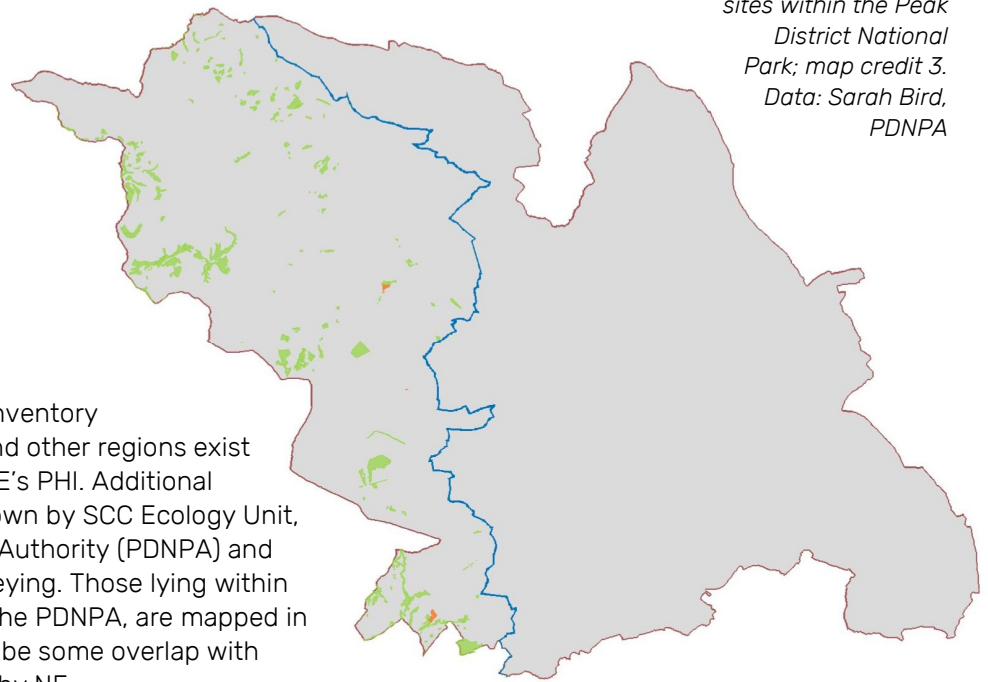 sites within the Peak
District National
Park; map credit 3.
Data: Sarah Bird,
PDNPA
nventory
nd other regions exist
E's PHI. Additional
own by SCC Ecology Unit,
Authority (PDNPA) and
eying. Those lying within
he PDNPA, are mapped in
be some overlap with